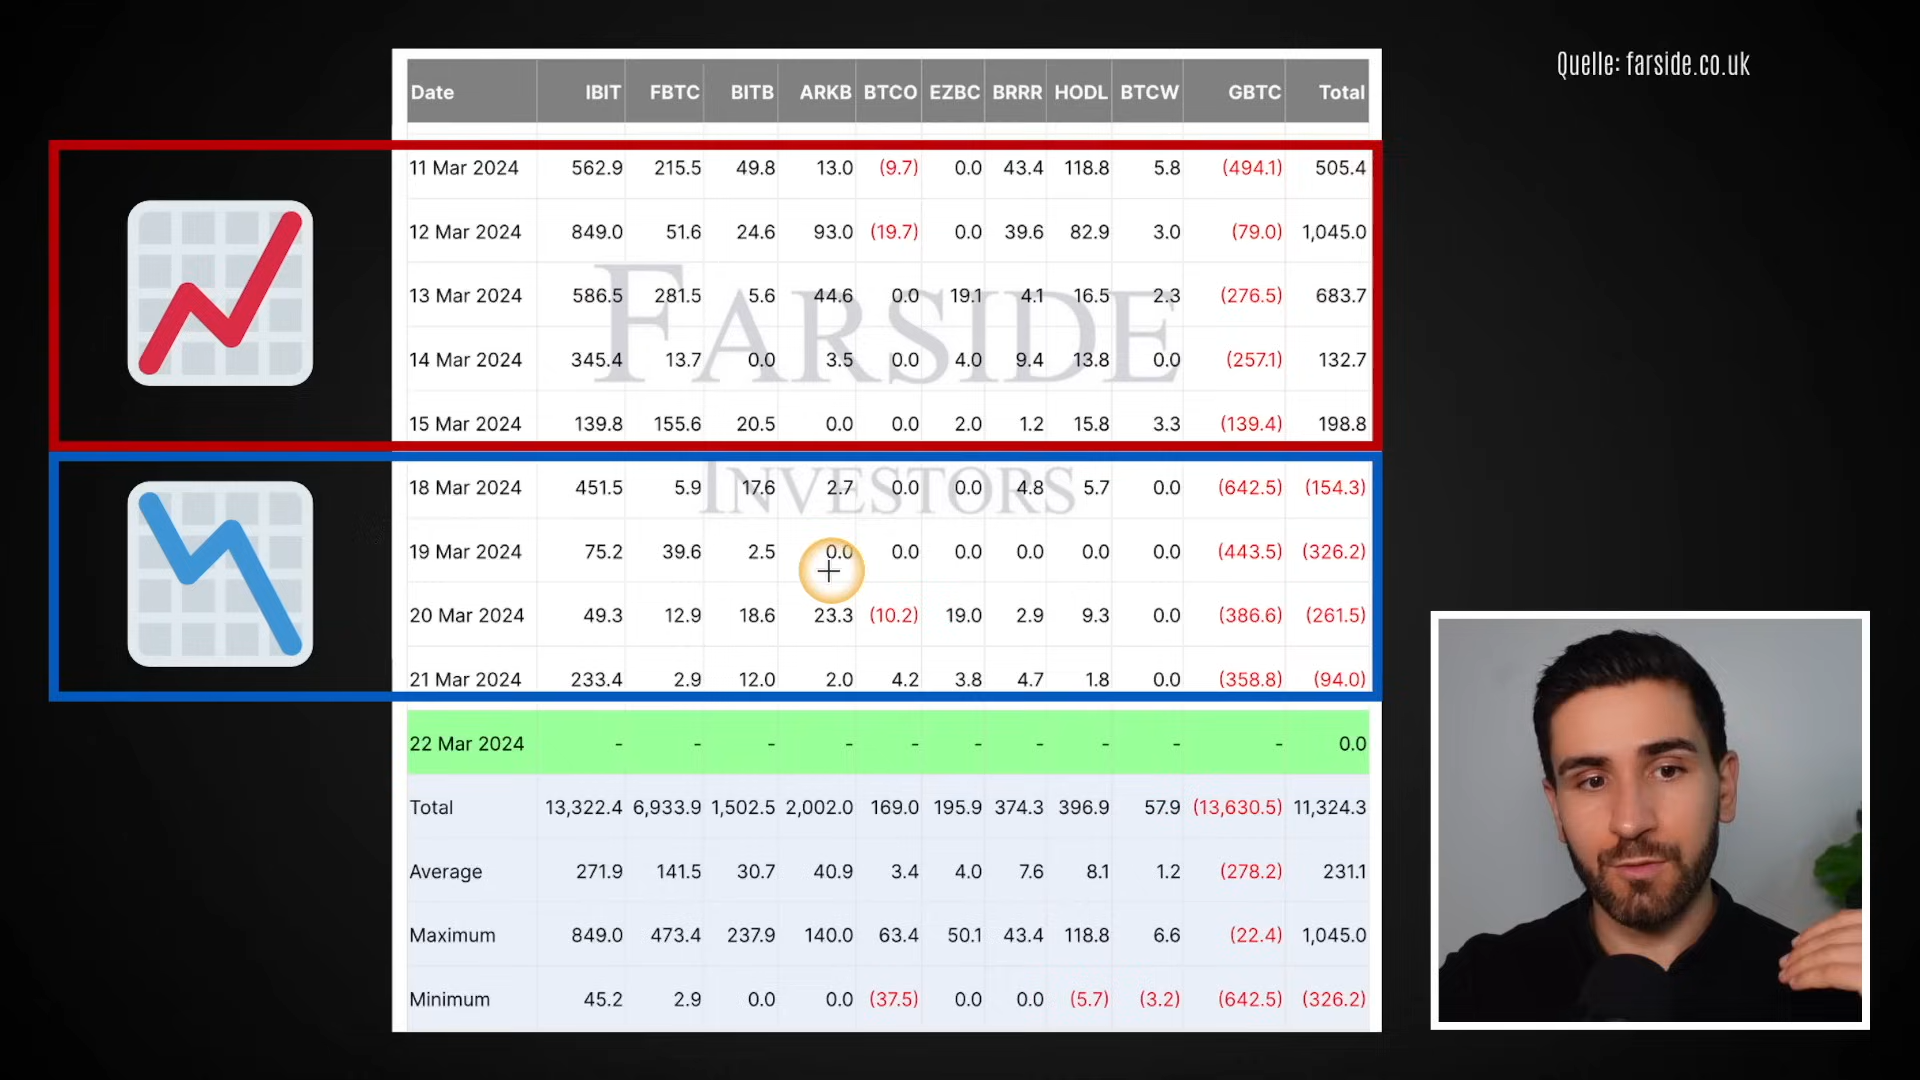 Quelle: farside.co.uk
Date IBIT FBTC BITB ARKB BTCO EZBC BRRR HODL BTCW GBTC Total
11 Mar 2024 562.9 215.5 49.8 13.0 (9.7) 0.0 43.4 118.8 5.8 (494.1) 505.4
12 Mar 2024 849.0 51.6 24.6 93.0 (19.7) 0.0 39.6 82.9 3.0 (79.0) 1,045.0
13 Mar 2024 586.5 281.5 5.6 44.6 0.0 19.1 4.1 16.5 2.3 (276.5) 683.7
FARSIDE
14 Mar 2024 345.4 13.7 0.0 3.5 0.0 4.0 9.4 13.8 0.0 (257.1) 132.7
15 Mar 2024 139.8 155.6 20.5 0.0 0.0 2.0 1.2 15.8 3.3 (139.4) 198.8
18 Mar 2024 451.5 5.9 17.6 2.7 0.0 0.0 4.8 5.7 0.0 (642.5) (154.3)
INVESTORS
19 Mar 2024 75.2 39.6 2.5 0.0 0.0 0.0 0.0 0.0 0.0 (443.5) (326.2)
20 Mar 2024 49.3 12.9 18.6 23.3 (10.2) 19.0 2.9 9.3 0.0 (386.6) (261.5)
21 Mar 2024 233.4 2.9 12.0 2.0 4.2 3.8 4.7 1.8 0.0 (358.8) (94.0)
22 Mar 2024 - - - - - - - - - - 0.0
Total 13,322.4 6,933.9 1,502.5 2,002.0 169.0 195.9 374.3 396.9 57.9 (13,630.5) 11,324.3
Average 271.9 141.5 30.7 40.9 3.4 4.0 7.6 8.1 1.2 (278.2) 231.1
Maximum 849.0 473.4 237.9 140.0 63.4 50.1 43.4 118.8 6.6 (22.4) 1,045.0
Minimum 45.2 2.9 0.0 0.0 (37.5) 0.0 0.0 (5.7) (3.2) (642.5) (326.2)